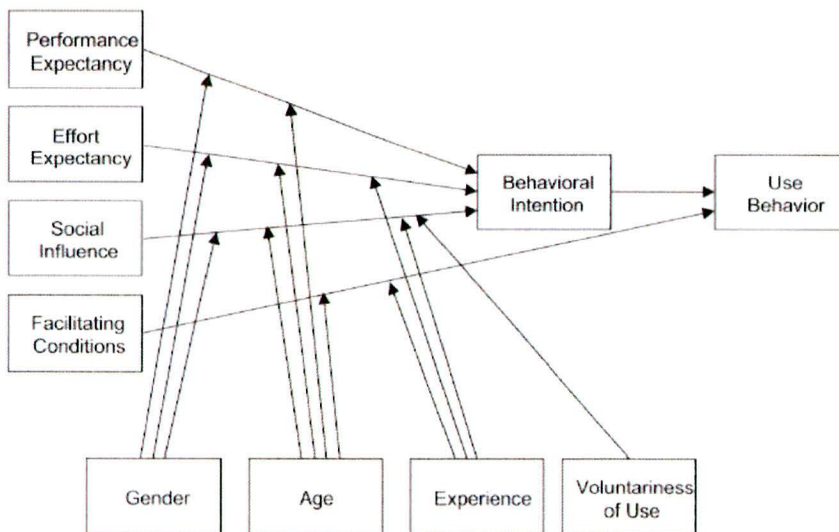 Performance
Expectancy
Effort
Expectancy
Social
Influence
Facilitating
Conditions
Behavioral
Intention
Use
Behavior
Gender
Age
Experience
Voluntariness
of Use